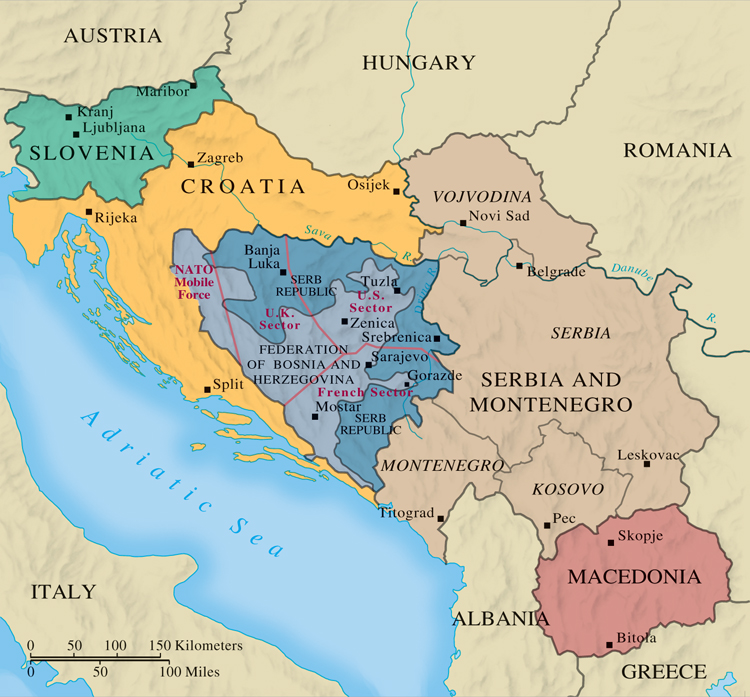 AUSTRIA
HUNGARY
Maribor
Kranj
Ljubljana
SLOVENIA
ROMANIA
Zagreb
CROATIA
Osijek
VOJVODINA
Rijeka
Novi Sad
Sava
R.
Banja
Luka
NATO
Mobile
Force
SERB
REPUBLIC
Tuzla
U.S.
Sector
Drina R.
Belgrade
Danube
R.
U.K.
Sector
Zenica
Srebrenica
SERBIA
FEDERATION
OF BOSNIA AND
HERZEGOVINA
Sarajevo
Gorazde
French Sector
Split
SERBIA AND
MONTENEGRO
Mostar
SERB
REPUBLIC
Adriatic Sea
MONTENEGRO
Leskovac
KOSOVO
Titograd
Pec
Skopje
MACEDONIA
ITALY
ALBANIA
Bitola
GREECE
0 50 100 150 Kilometers
0 50 100 Miles